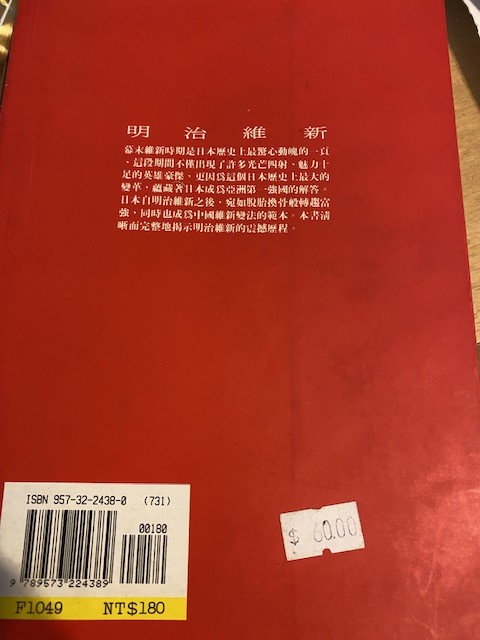 明治維新
幕末維新時期是日本歷史上最驚心動魄的一頁
，這段期間不僅出現了許多光芒四射、魅力十
足的英雄豪傑，更因爲這個日本歷史上最大的
變革，蘊藏著日本成爲亞洲第一強國的解答。
日本自明治維新之後，宛如脫胎換骨般轉趨富
強，同時也成爲中國維新變法的範本。本書清
晰而完整地揭示明治維新的震撼歷程。
ISBN 957-32-2438-0 (731)
00180
9 789573 224389
F1049 NT$180
$ 60.00